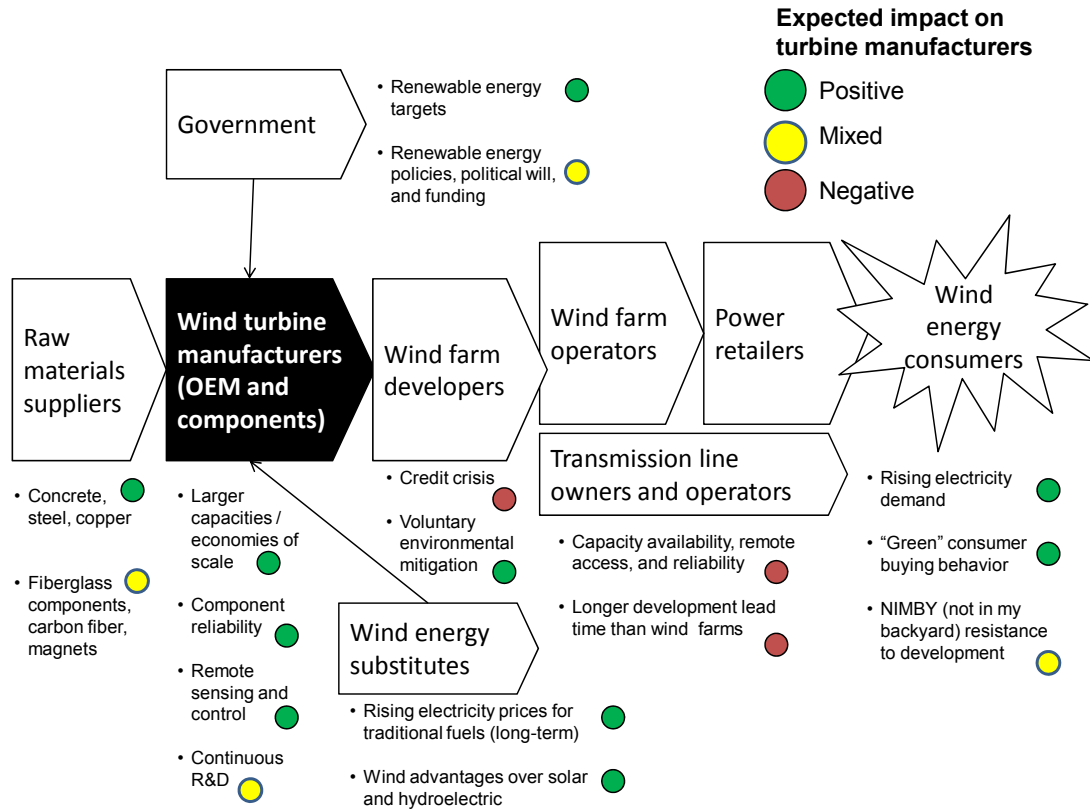 Expected impact on
turbine manufacturers
Positive
Mixed
Negative
Government
• Renewable energy
targets
• Renewable energy
policies, political will,
and funding
Raw
materials
suppliers
Wind turbine
manufacturers
(OEM and
components)
Wind farm
developers
Wind farm
operators
Power
retailers
Wind
energy
consumers
Transmission line
owners and operators
• Concrete,
steel, copper
• Fiberglass
components,
carbon fiber,
magnets
• Larger
capacities /
economies of
scale
• Component
reliability
• Remote
sensing and
control
• Continuous
R&D
• Credit crisis
• Voluntary
environmental
mitigation
Wind energy
substitutes
• Rising electricity prices for
traditional fuels (long-term)
• Wind advantages over solar
and hydroelectric
• Capacity availability, remote
access, and reliability
• Longer development lead
time than wind farms
• Rising electricity
demand
• “Green” consumer
buying behavior
• NIMBY (not in my
backyard) resistance
to development